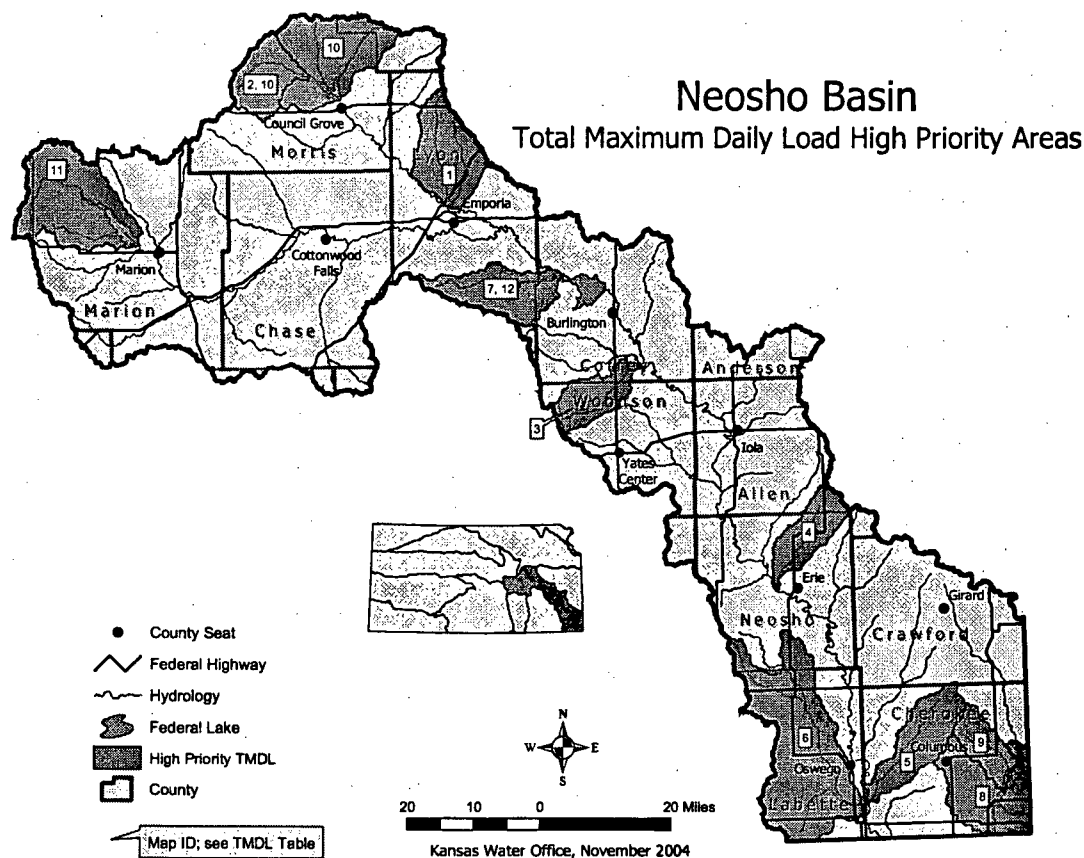 Neosho Basin
Total Maximum Daily Load High Priority Areas
10
2, 10
Council Grove
Morris
Lyon
1
11
Emporia
Cottonwood
Falls
Marion
Marion
Chase
7, 12
Burlington
Coffey
Anderson
Woodson
3
Iola
Yates
Center
Allen
4
Erie
Girard
Neosho
Crawford
Cherokee
6
9
Columbus
5
Oswego
8
Labette
County Seat
Federal Highway
Hydrology
Federal Lake
High Priority TMDL
County
Map ID; see TMDL Table
N
W E
S
20 10 0 20 Miles
Kansas Water Office, November 2004